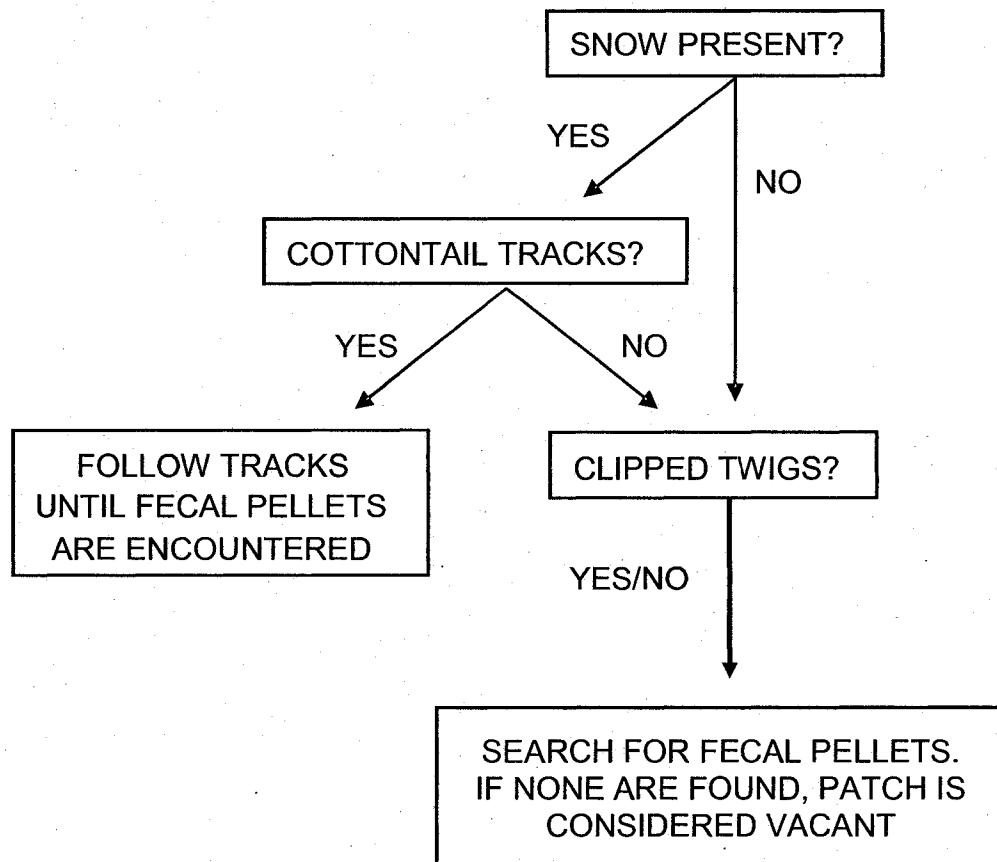 SNOW PRESENT?
YES
NO
COTTONTAIL TRACKS?
YES
NO
FOLLOW TRACKS
UNTIL FECAL PELLETS
ARE ENCOUNTERED
CLIPPED TWIGS?
YES/NO
SEARCH FOR FECAL PELLETS.
IF NONE ARE FOUND, PATCH IS
CONSIDERED VACANT